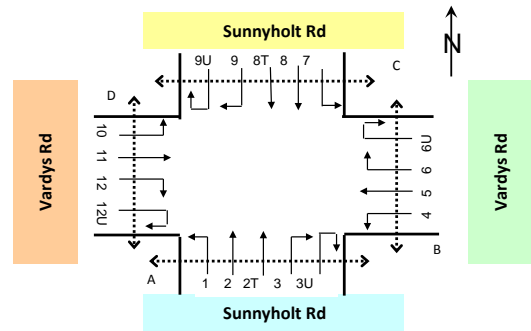 Sunnyholt Rd
9U 9 8T 8 7
C
N
D
Vardys Rd
10
11
12
12U
6U
6
5
4
Vardys Rd
A
B
1 2 2T 3 3U
Sunnyholt Rd